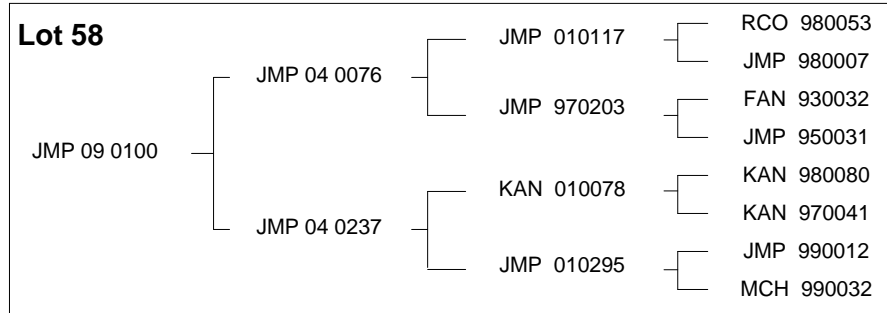 Lot 58
JMP 09 0100
JMP 04 0076
JMP 04 0237
JMP 010117
JMP 970203
KAN 010078
JMP 010295
RCO 980053
JMP 980007
FAN 930032
JMP 950031
KAN 980080
KAN 970041
JMP 990012
MCH 990032